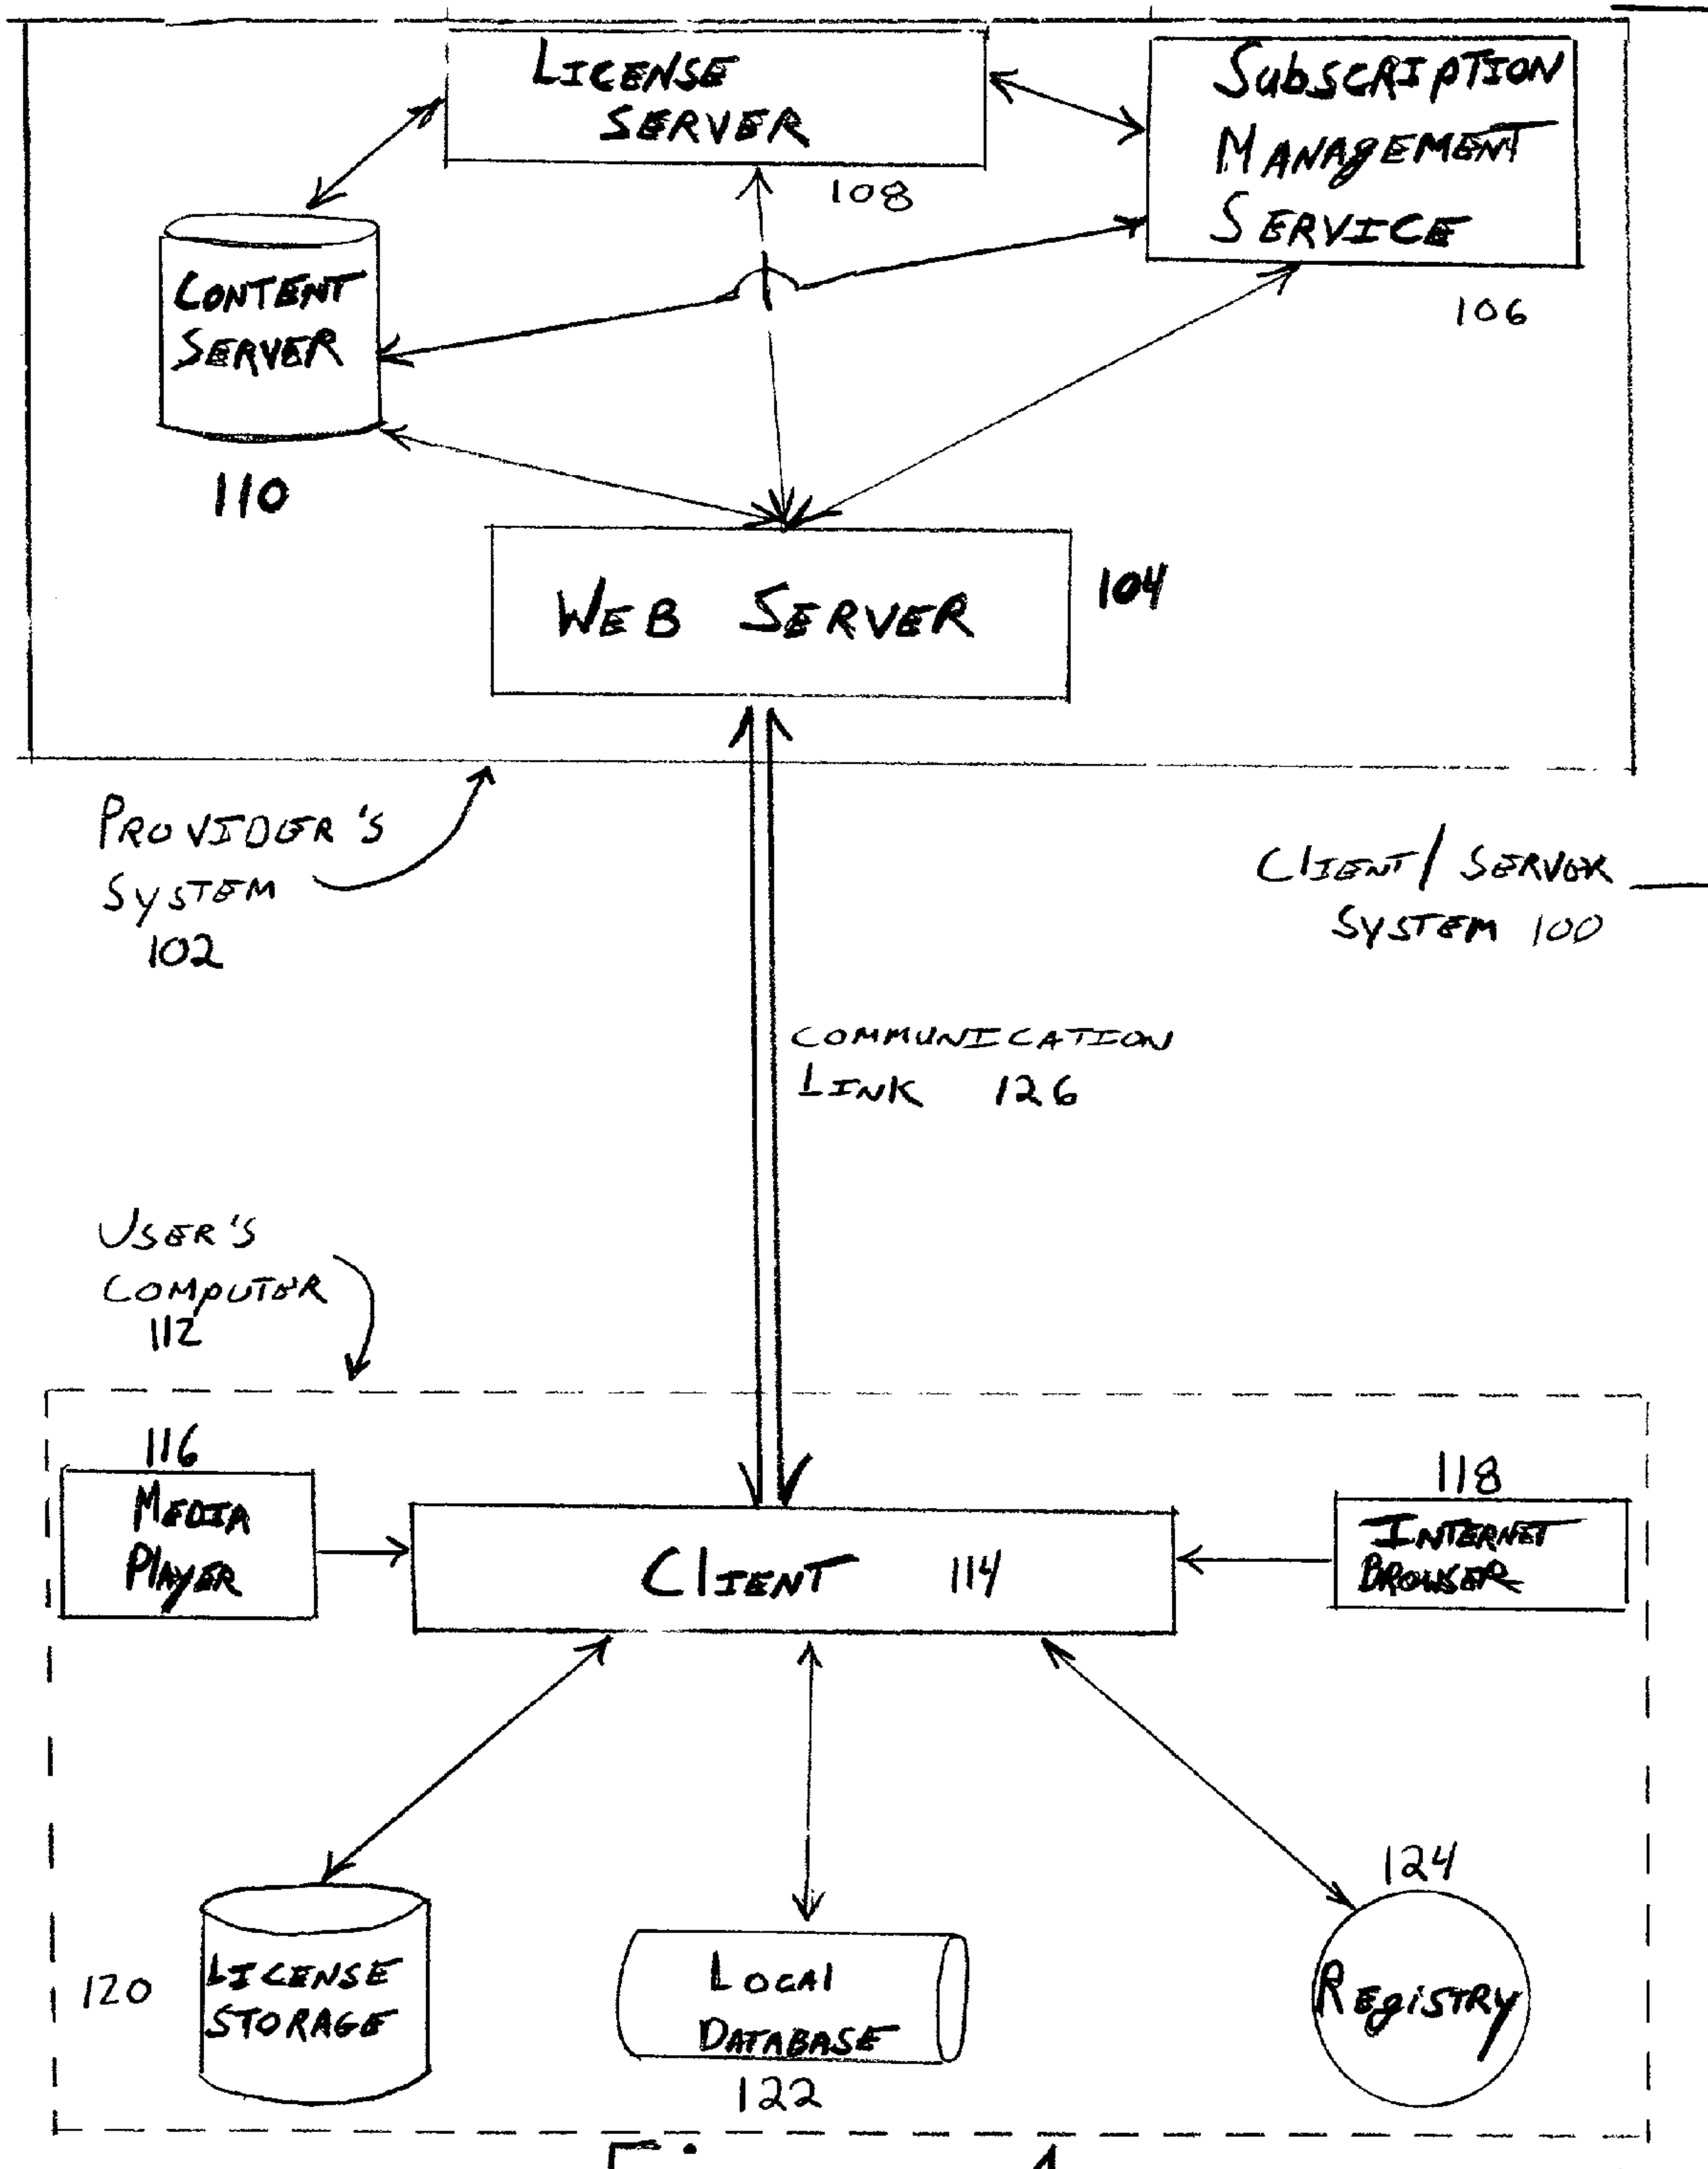 LICENSE
SERVER
108
SubSCRIPTION
MANAGEMENT
SERVICE
106
CONTENT
SERVER
110
WEB SERVER
104
PROVIDER'S
SYSTEM
102
CLIENT/SERVER
SYSTEM 100
COMMUNICATION
LINK 126
USER'S
COMPUTER
112
116
MEDIA
PLAYER
CLIENT 114
118
INTERNET
BROWSER
120
LICENSE
STORAGE
LOCAL
DATABASE
122
124
REgiSTRY